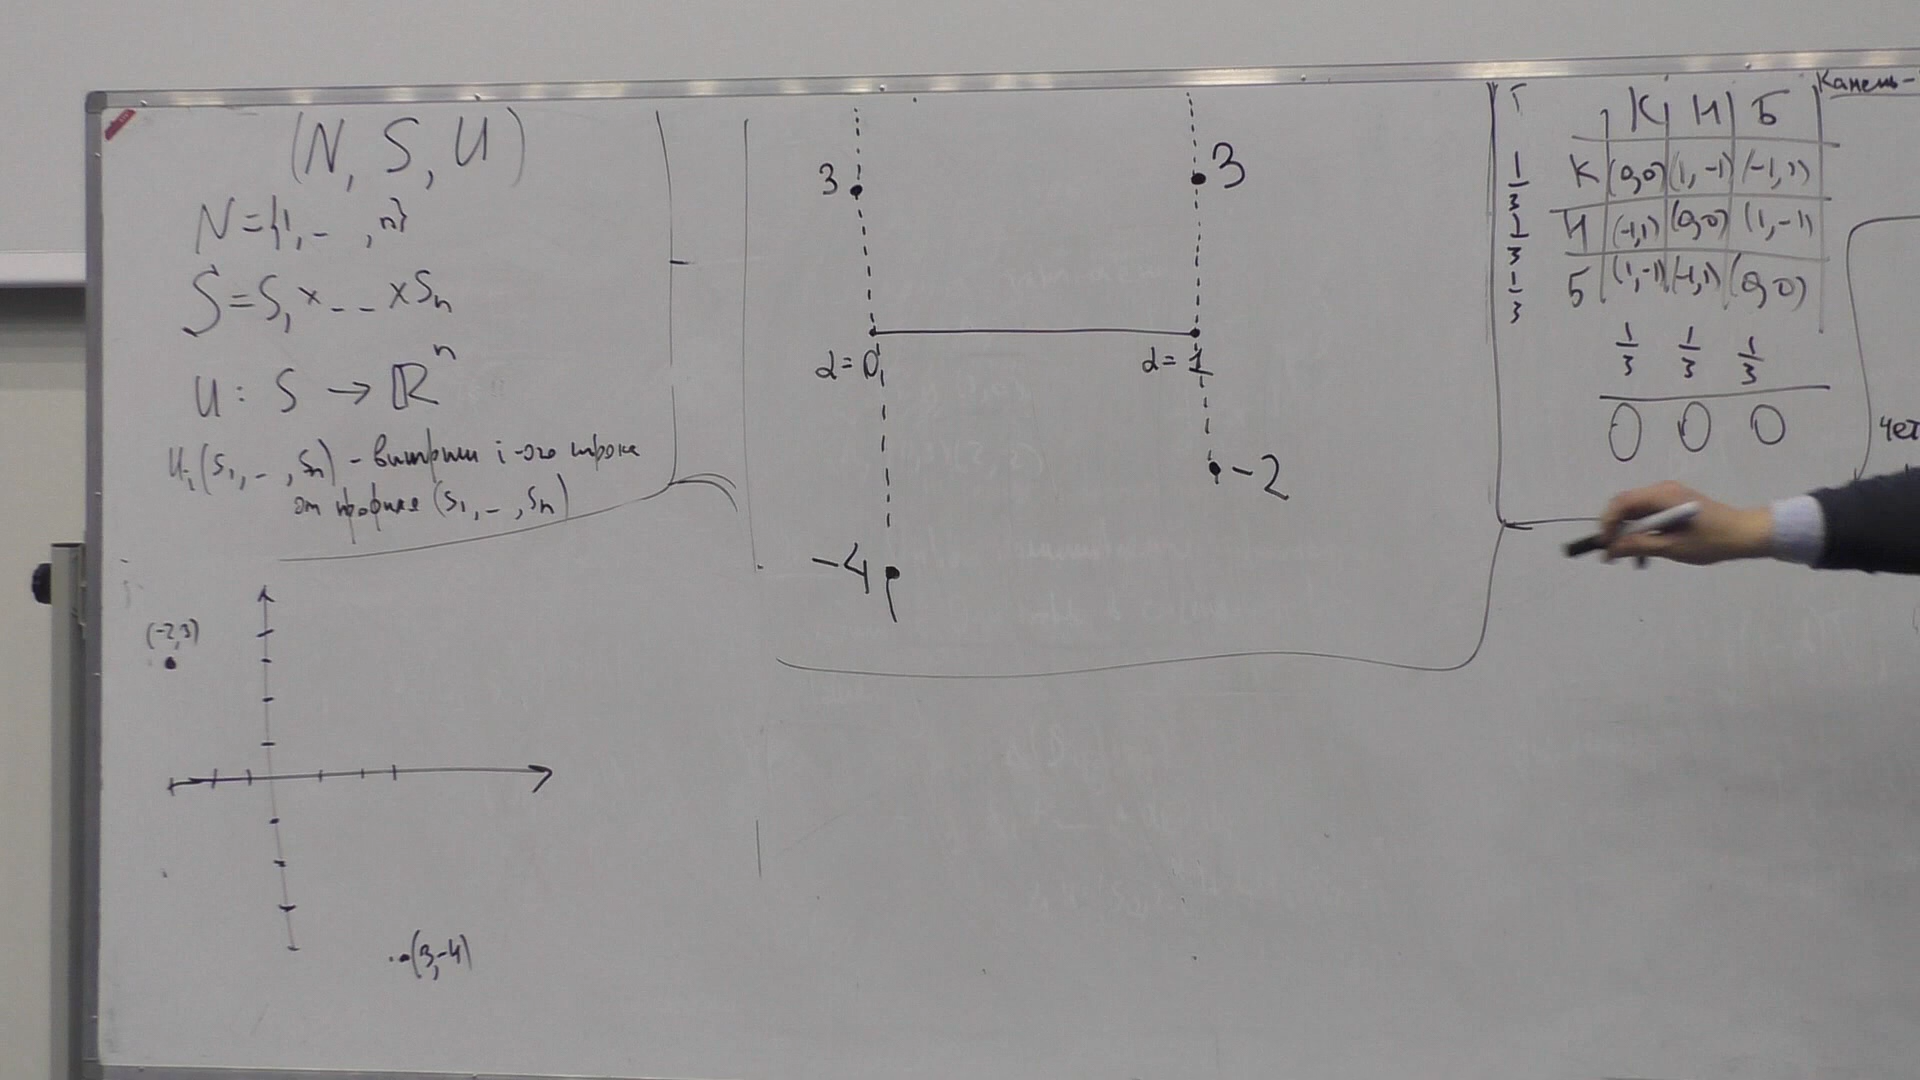 (N, S, U)
N={1,- ,n}
S=S₁×..-×Sₙ
U: S → ℝⁿ
Uᵢ(S₁,- ,Sₙ) - выигрыш i-ого игрока
от профиля (S₁,- ,Sₙ)
(-2,3)
(3,-4)
3
3
α=0
α=1
-4
-2
Канель-
К И Б
1/3 К (0,0) (1,-1) (-1,1)
1/3 И (-1,1) (0,0) (1,-1)
1/3 Б (1,-1) (-1,1) (0,0)
1/3 1/3 1/3
0 0 0
чет